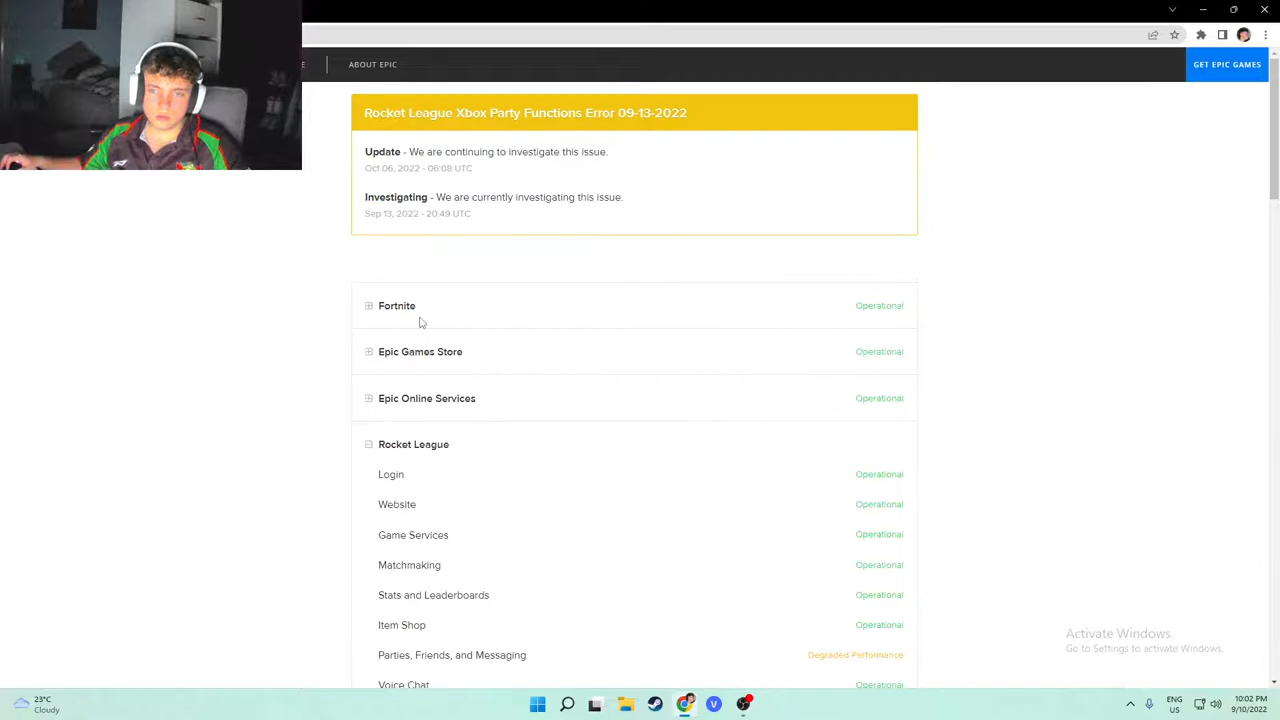 E
ABOUT EPIC
GET EPIC GAMES
Rocket League Xbox Party Functions Error 09-13-2022
Update - We are continuing to investigate this issue.
Oct 06, 2022 - 06:08 UTC
Investigating - We are currently investigating this issue.
Sep 13, 2022 - 20:49 UTC
Fortnite Operational
Epic Games Store Operational
Epic Online Services Operational
Rocket League
Login Operational
Website Operational
Game Services Operational
Matchmaking Operational
Stats and Leaderboards Operational
Item Shop Operational
Parties, Friends, and Messaging Degraded Performance
Voice Chat Operational
Activate Windows
Go to Settings to activate Windows.
23°C
Cloudy
ENG
US
10:02 PM
9/10/2022